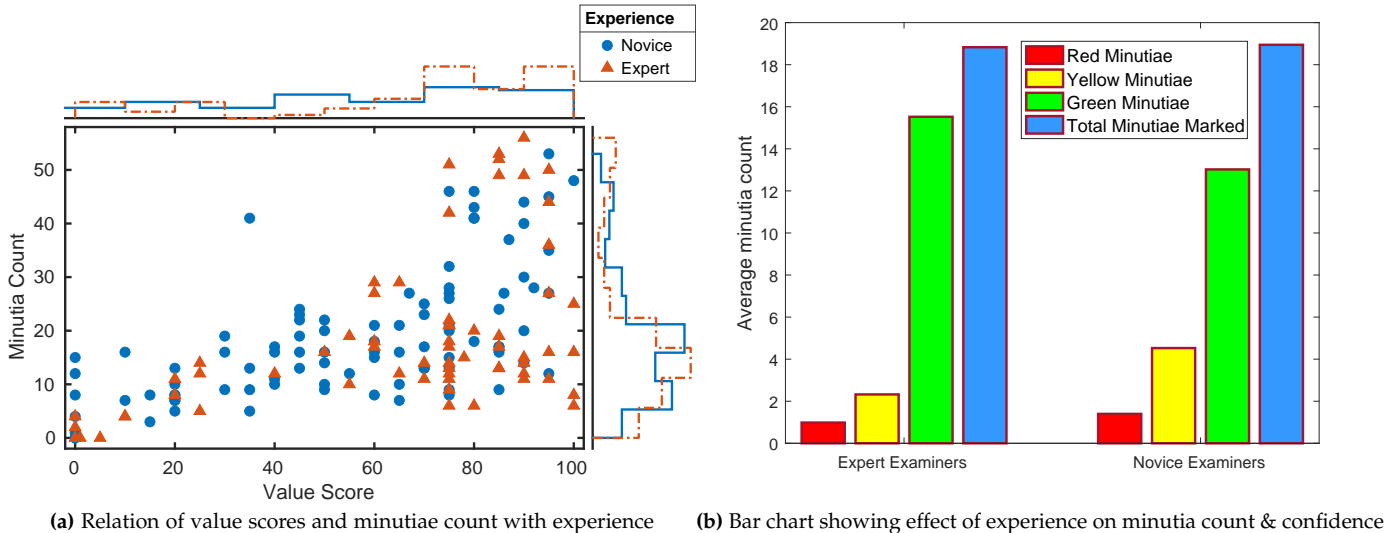 Experience
Novice
Expert
50
40
30
20
10
0
Minutia Count
0 20 40 60 80 100
Value Score
(a) Relation of value scores and minutiae count with experience
20
18
16
14
12
10
8
6
4
2
0
Average minutia count
Red Minutiae
Yellow Minutiae
Green Minutiae
Total Minutiae Marked
Expert Examiners Novice Examiners
(b) Bar chart showing effect of experience on minutia count & confidence